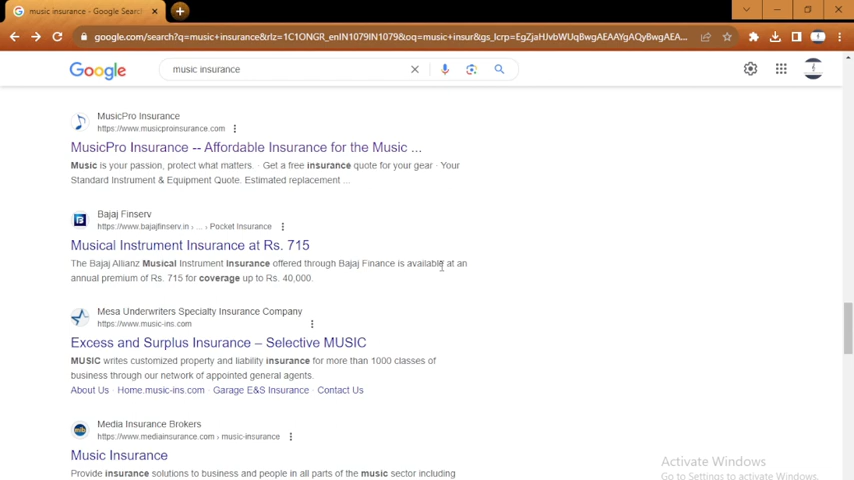 music insurance - Google Searc
google.com/search?q=music+insurance&rlz=1C1ONGR_enIN1079IN1079&oq=music+insur&gs_lcrp=EgZjaHJvbWUqBwgAEAAYgAQyBwgAEA...
Google
music insurance
MusicPro Insurance
https://www.musicproinsurance.com
MusicPro Insurance -- Affordable Insurance for the Music ...
Music is your passion, protect what matters. · Get a free insurance quote for your gear · Your
Standard Instrument & Equipment Quote. Estimated replacement ...
Bajaj Finserv
https://www.bajajfinserv.in › ... › Pocket Insurance
Musical Instrument Insurance at Rs. 715
The Bajaj Allianz Musical Instrument Insurance offered through Bajaj Finance is available at an
annual premium of Rs. 715 for coverage up to Rs. 40,000.
Mesa Underwriters Specialty Insurance Company
https://www.music-ins.com
Excess and Surplus Insurance – Selective MUSIC
MUSIC writes customized property and liability insurance for more than 1000 classes of
business through our network of appointed general agents.
About Us · Home.music-ins.com · Garage E&S Insurance · Contact Us
Media Insurance Brokers
mib
https://www.mediainsurance.com › music-insurance
Music Insurance
Provide insurance solutions to business and people in all parts of the music sector including
Activate Windows
Go to Settings to activate Windows.